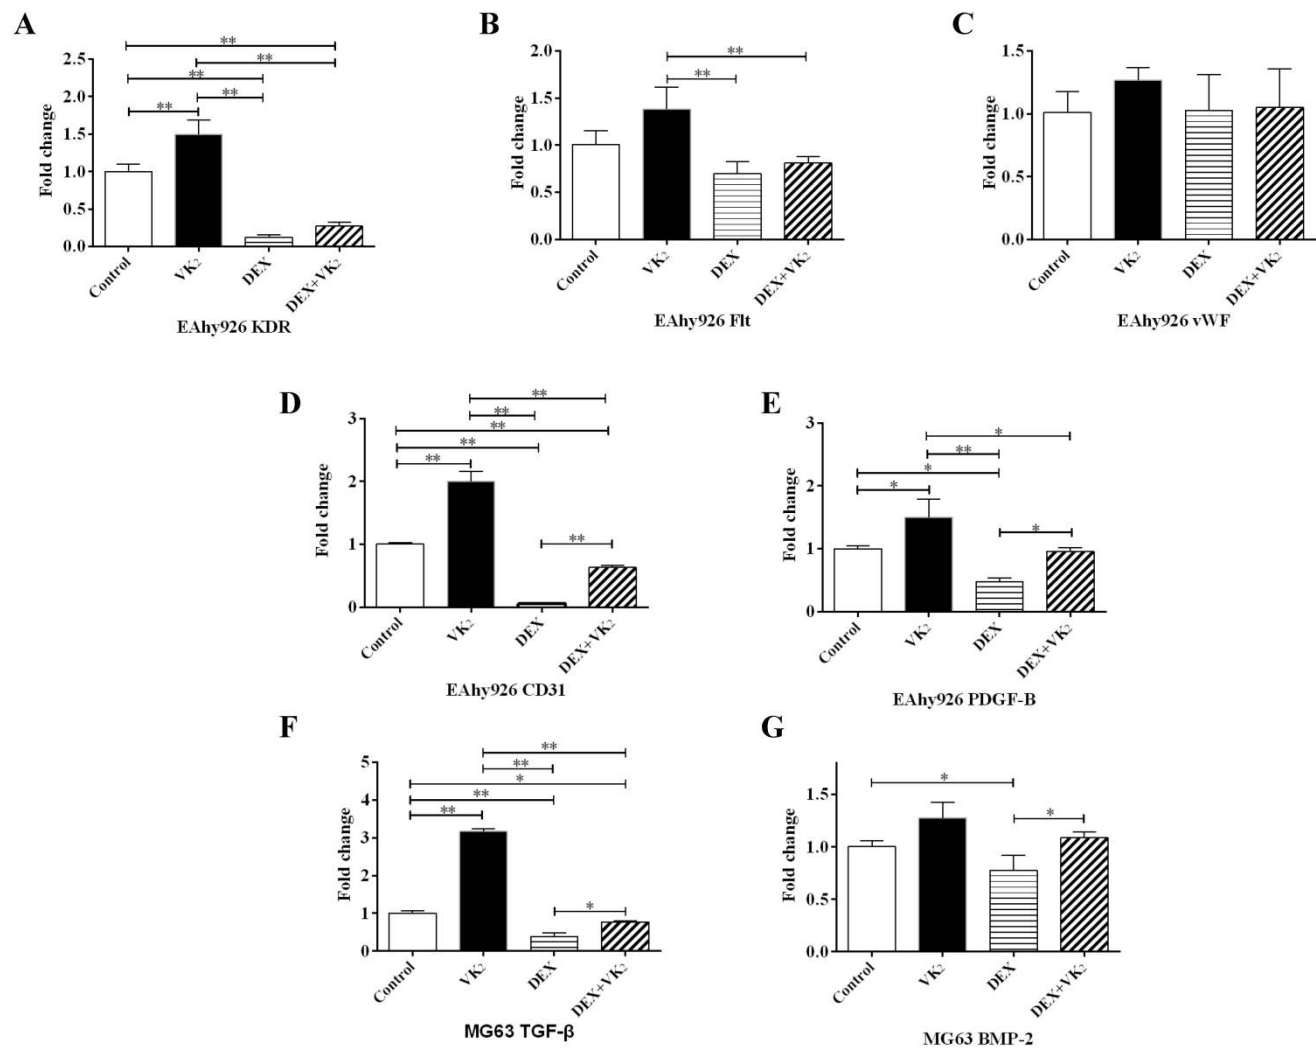 A
**
**
**
**
**
Fold change
2.5
2.0
1.5
1.0
0.5
0.0
Control
VK2
DEX
DEX+VK2
EAhy926 KDR
B
**
**
Fold change
2.0
1.5
1.0
0.5
0.0
Control
VK2
DEX
DEX+VK2
EAhy926 Flt
C
Fold change
1.5
1.0
0.5
0.0
Control
VK2
DEX
DEX+VK2
EAhy926 vWF
D
**
**
**
**
**
**
Fold change
3
2
1
0
Control
VK2
DEX
DEX+VK2
EAhy926 CD31
E
*
**
*
*
*
Fold change
3
2
1
0
Control
VK2
DEX
DEX+VK2
EAhy926 PDGF-B
F
**
**
*
**
**
*
Fold change
5
4
3
2
1
0
Control
VK2
DEX
DEX+VK2
MG63 TGF-β
G
*
*
Fold change
1.5
1.0
0.5
0.0
Control
VK2
DEX
DEX+VK2
MG63 BMP-2